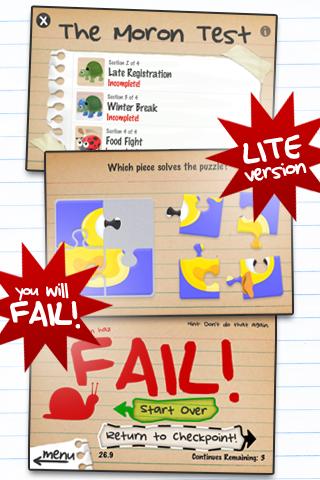 The Moron Test
Section 2 of 4
Late Registration
Incomplete!
Section 3 of 4
Winter Break
Incomplete!
Section 4 of 4
Food Fight
Incomplete!
LITE
version
Which piece solves the puzzle?
you will
FAIL!
Hint: Don't do that again.
FAIL!
Start Over
Return to Checkpoint!
menu
26.9
Continues Remaining: 3